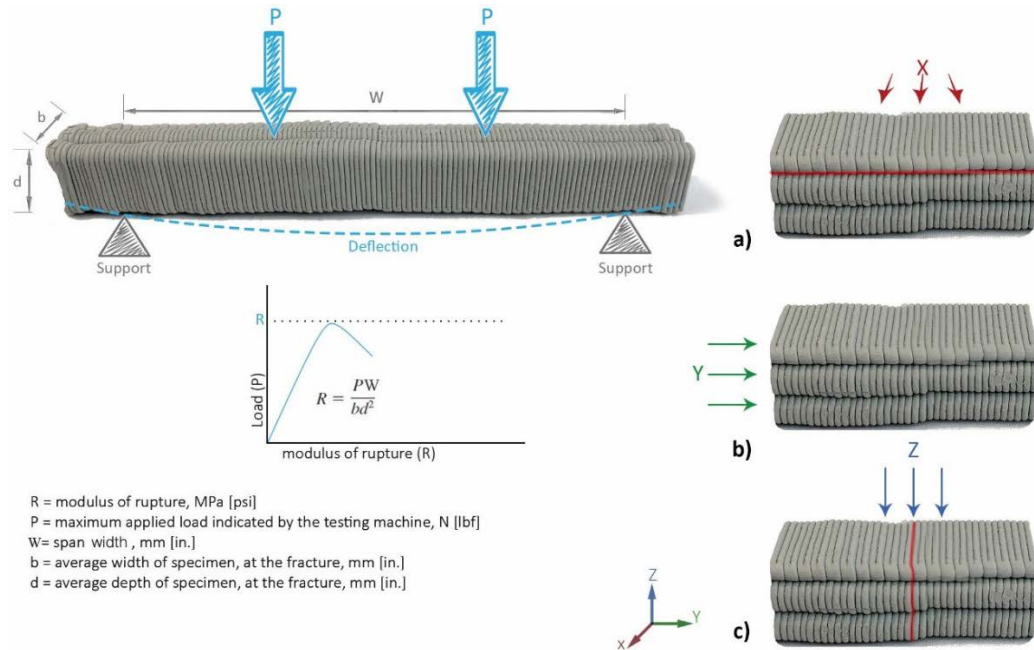 P
P
W
b
d
Deflection
Support
Support
X
a)
R
Load (P)
R = PW / bd²
modulus of rupture (R)
Y
b)
Z
R = modulus of rupture, MPa [psi]
P = maximum applied load indicated by the testing machine, N [lbf]
W= span width , mm [in.]
b = average width of specimen, at the fracture, mm [in.]
d = average depth of specimen, at the fracture, mm [in.]
Z
Y
X
c)